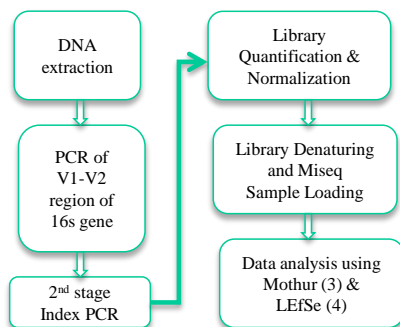 DNA
extraction
PCR of
V1-V2
region of
16s gene
2nd stage
Index PCR
Library
Quantification &
Normalization
Library Denaturing
and Miseq
Sample Loading
Data analysis using
Mothur (3) &
LEfSe (4)